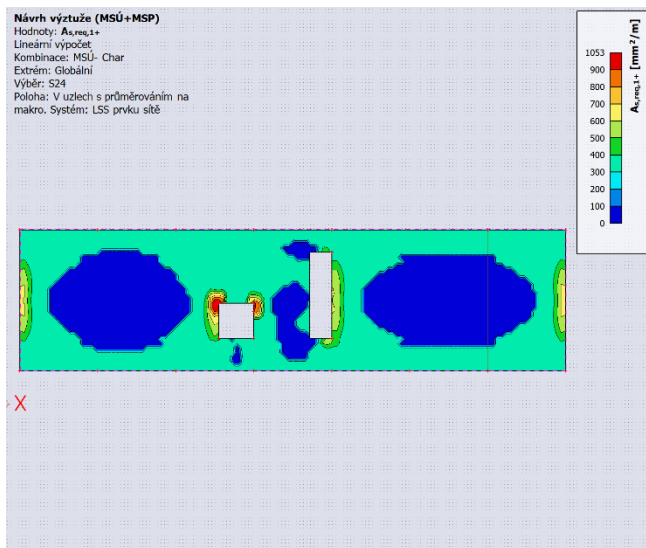 Návrh výztuže (MSÚ+MSP)
Hodnoty: As,req,1+
Lineární výpočet
Kombinace: MSÚ- Char
Extrém: Globální
Výběr: S24
Poloha: V uzlech s průměrováním na
makro. Systém: LSS prvku sítě
1053
900
800
700
600
500
400
300
200
100
0
As,req,1+ [mm²/m]
X